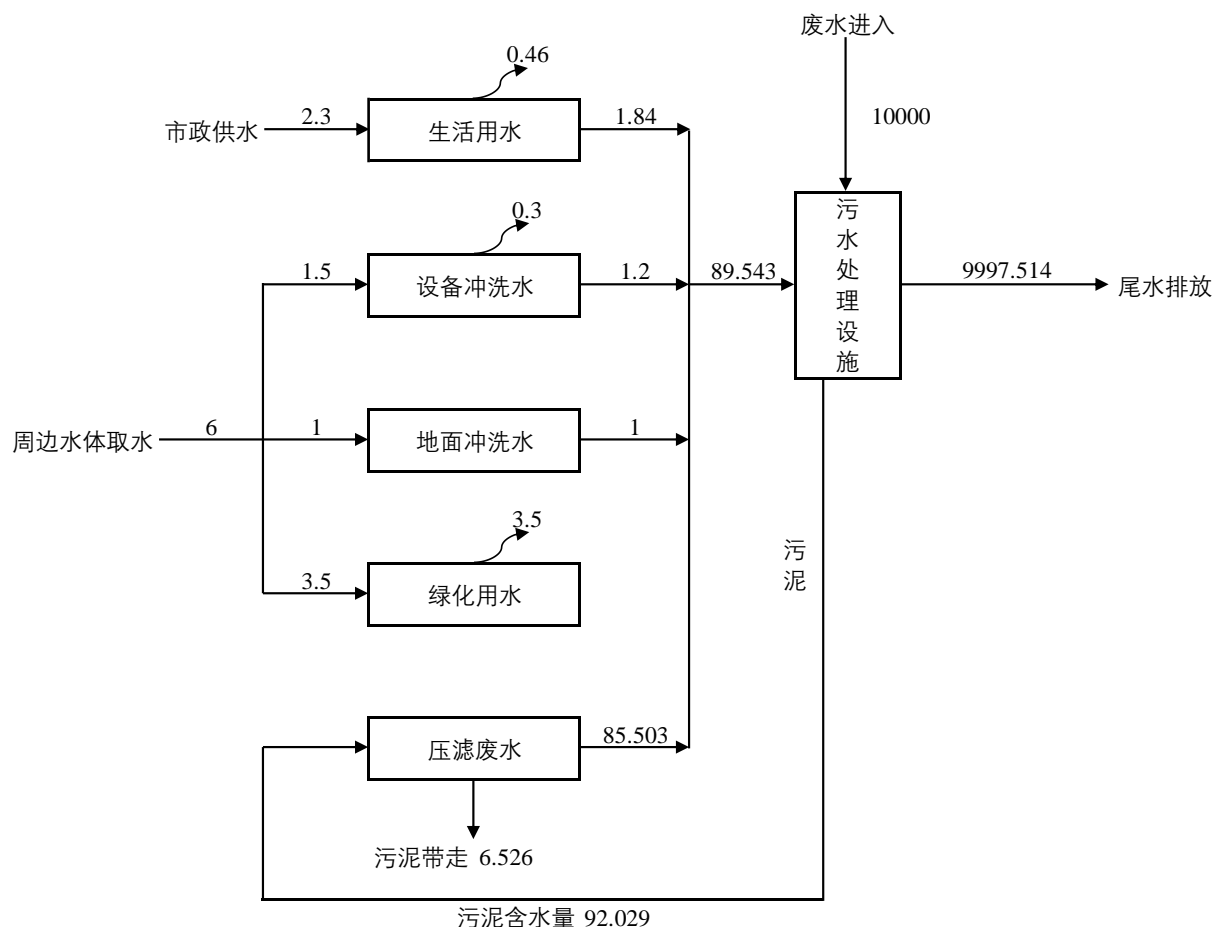 废水进入
0.46
市政供水 2.3 生活用水 1.84 10000
0.3
1.5 设备冲洗水 1.2 89.543 污水处理设施 9997.514 尾水排放
周边水体取水 6 1 地面冲洗水 1
3.5
3.5 绿化用水
污泥
压滤废水 85.503
污泥带走 6.526
污泥含水量 92.029